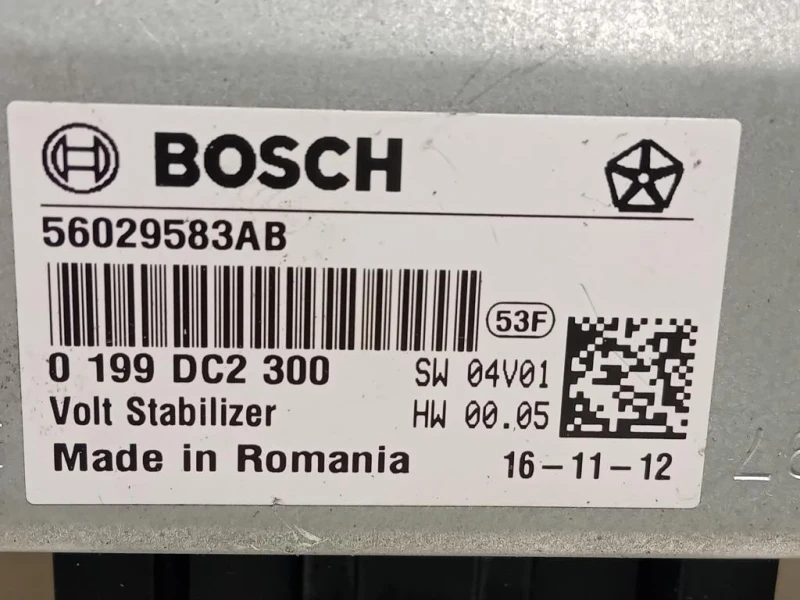 BOSCH
56029583AB
53F
0 199 DC2 300 SW 04V01
Volt Stabilizer HW 00.05
Made in Romania 16-11-12